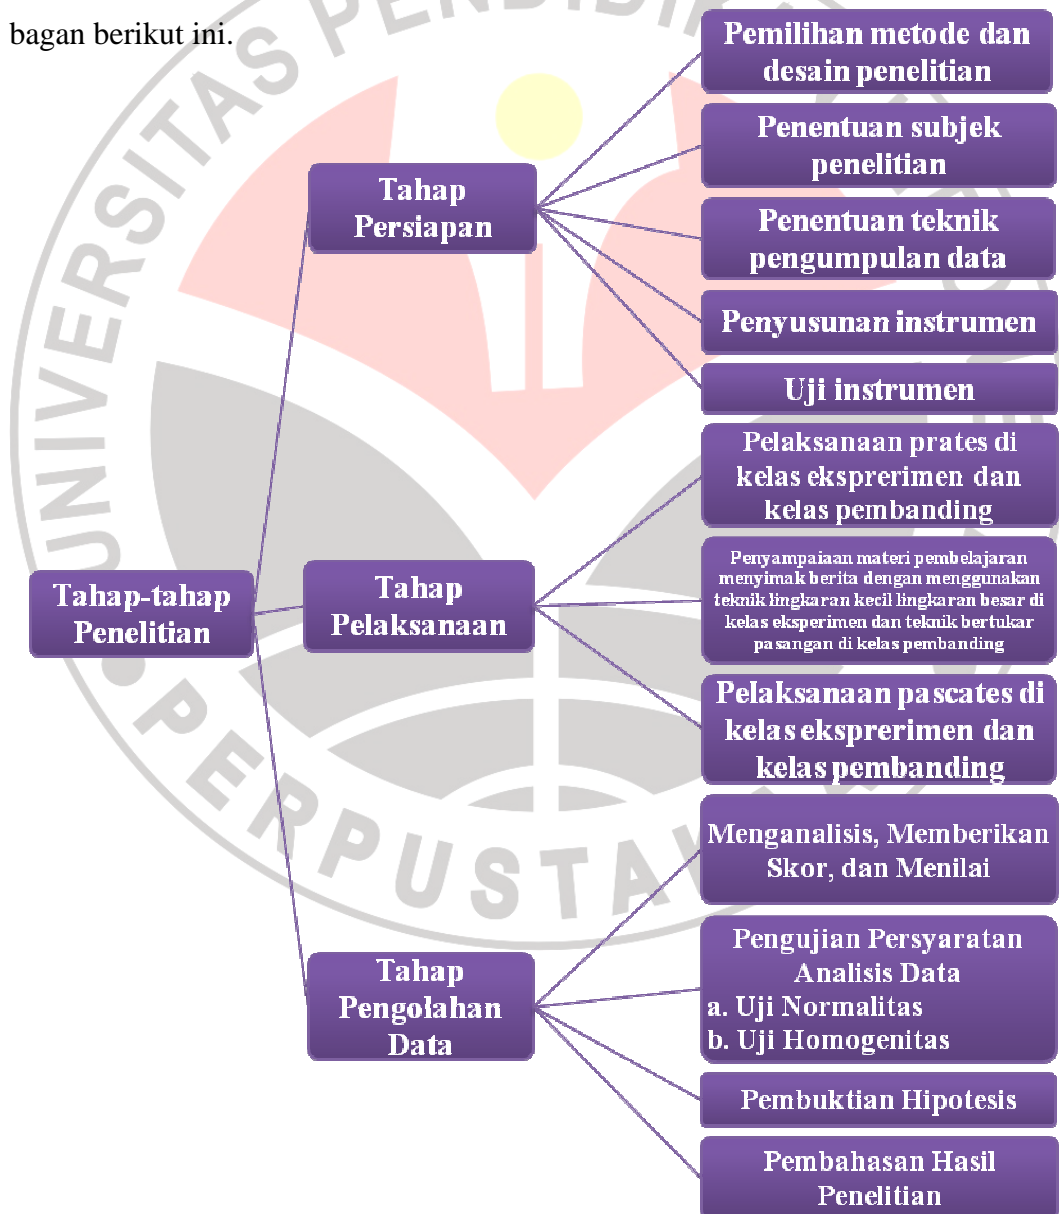 bagan berikut ini.
Tahap-tahap
Penelitian
Tahap
Persiapan
Pemilihan metode dan
desain penelitian
Penentuan subjek
penelitian
Penentuan teknik
pengumpulan data
Penyusunan instrumen
Uji instrumen
Tahap
Pelaksanaan
Pelaksanaan prates di
kelas eksprerimen dan
kelas pembanding
Penyampaiaan materi pembelajaran
menyimak berita dengan menggunakan
teknik lingkaran kecil lingkaran besar di
kelas eksperimen dan teknik bertukar
pasangan di kelas pembanding
Pelaksanaan pascates di
kelas eksprerimen dan
kelas pembanding
Tahap
Pengolahan
Data
Menganalisis, Memberikan
Skor, dan Menilai
Pengujian Persyaratan
Analisis Data
a. Uji Normalitas
b. Uji Homogenitas
Pembuktian Hipotesis
Pembahasan Hasil
Penelitian
UNIVERSITAS